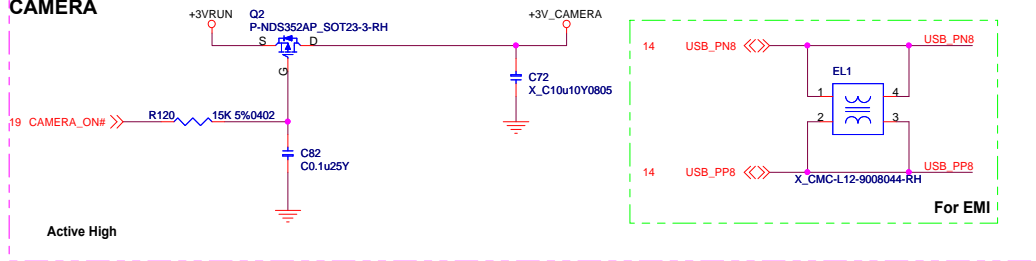 CAMERA
+3VRUN
Q2
P-NDS352AP_SOT23-3-RH
S
D
G
+3V_CAMERA
C72
X_C10u10Y0805
19 CAMERA_ON#
R120
15K 5%0402
C82
C0.1u25Y
Active High
14 USB_PN8
USB_PN8
EL1
1
4
2
3
14 USB_PP8
USB_PP8
X_CMC-L12-9008044-RH
For EMI